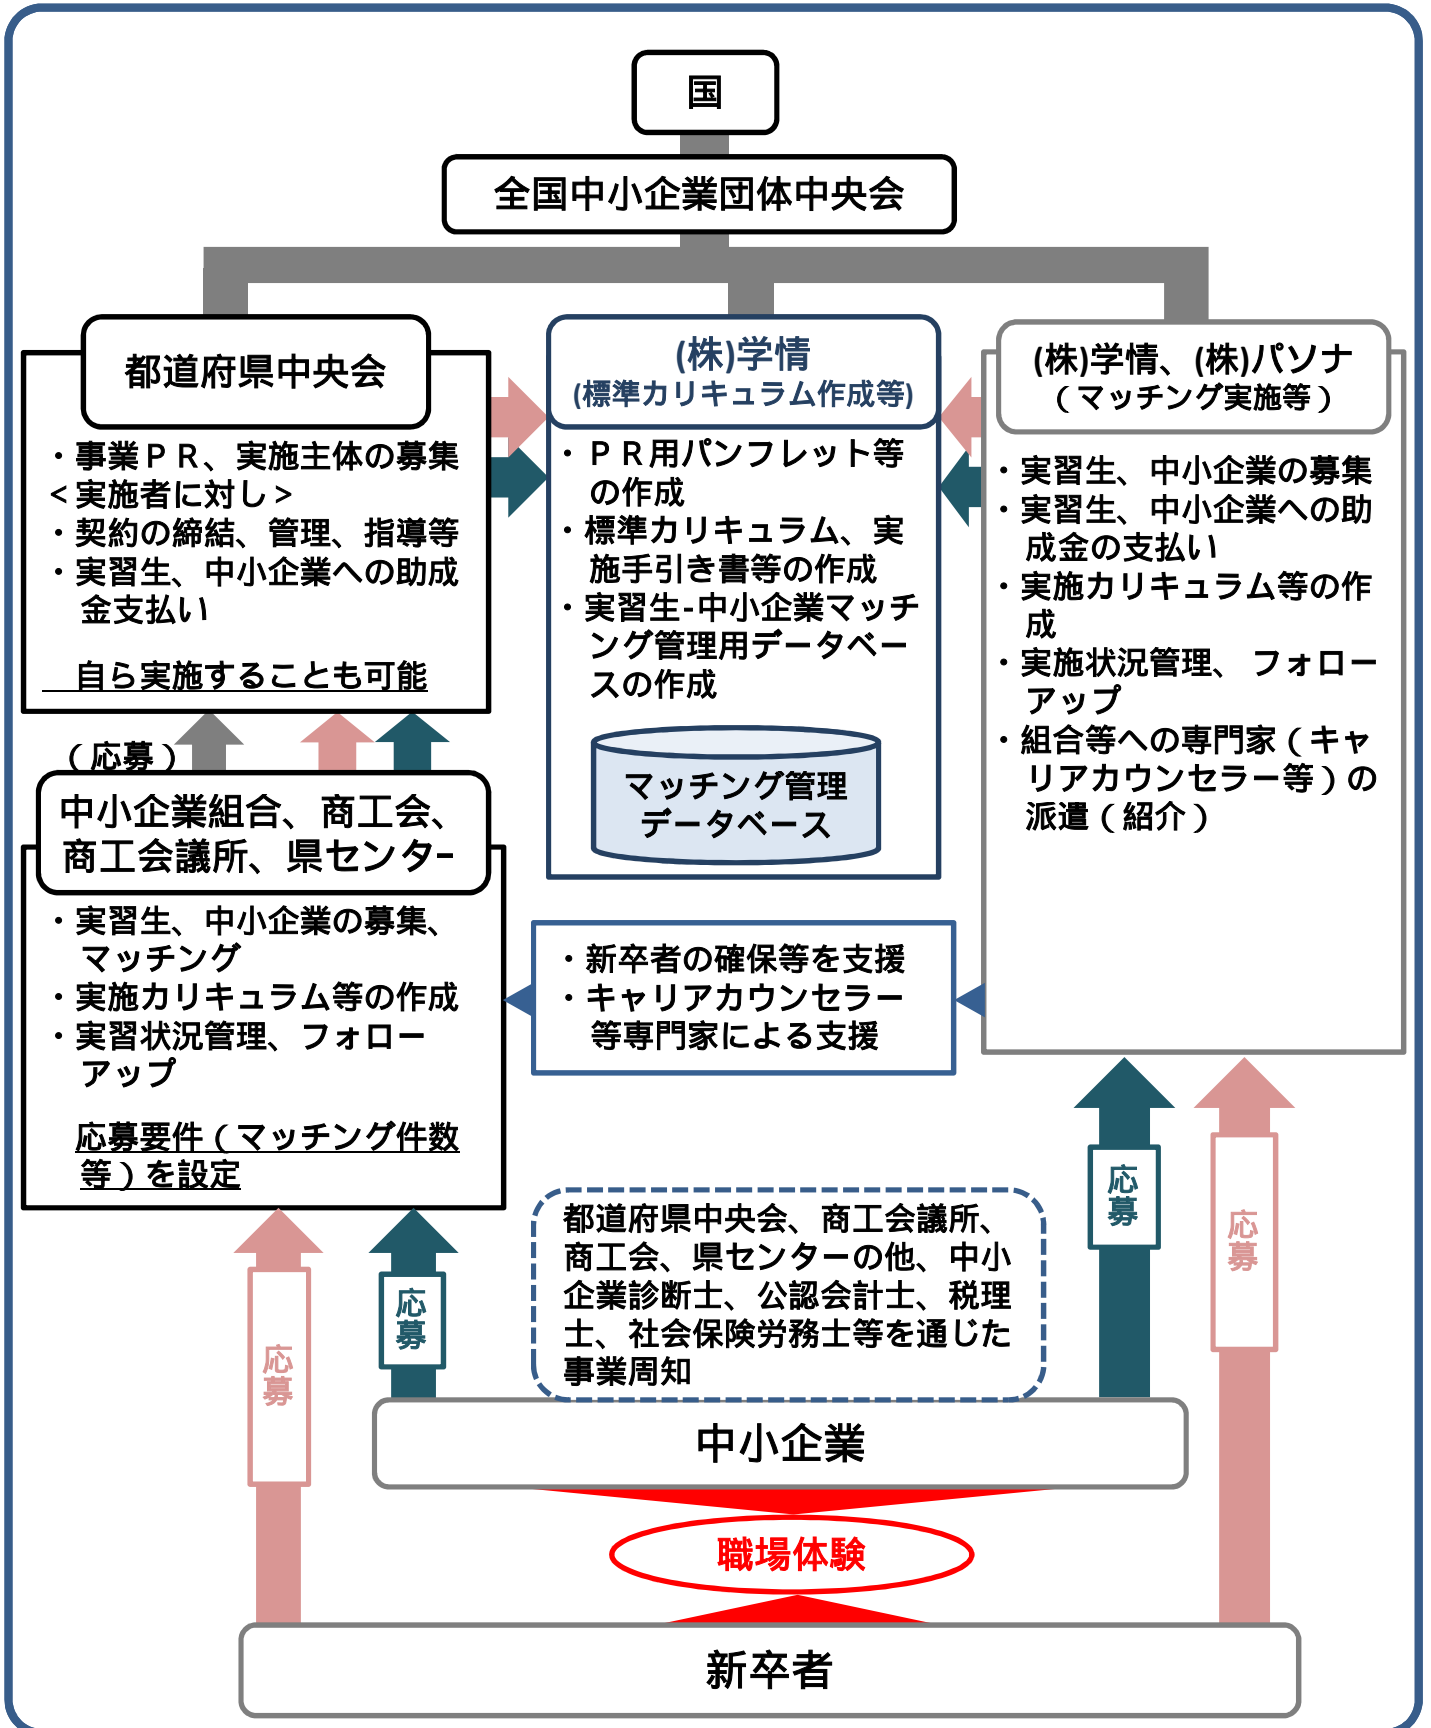 国
全国中小企業団体中央会
都道府県中央会
・事業ＰＲ、実施主体の募集
＜実施者に対し＞
・契約の締結、管理、指導等
・実習生、中小企業への助成
金支払い
自ら実施することも可能
(株)学情
(標準カリキュラム作成等)
・ＰＲ用パンフレット等
の作成
・標準カリキュラム、実
施手引き書等の作成
・実習生-中小企業マッチ
ング管理用データベー
スの作成
マッチング管理
データベース
(株)学情、(株)パソナ
（マッチング実施等）
・実習生、中小企業の募集
・実習生、中小企業への助
成金の支払い
・実施カリキュラム等の作
成
・実施状況管理、フォロー
アップ
・組合等への専門家（キャ
リアカウンセラー等）の
派遣（紹介）
（応募）
中小企業組合、商工会、
商工会議所、県センター
・実習生、中小企業の募集、
マッチング
・実施カリキュラム等の作成
・実習状況管理、フォロー
アップ
応募要件（マッチング件数
等）を設定
・新卒者の確保等を支援
・キャリアカウンセラー
等専門家による支援
応募
応募
応募
応募
都道府県中央会、商工会議所、
商工会、県センターの他、中小
企業診断士、公認会計士、税理
士、社会保険労務士等を通じた
事業周知
中小企業
職場体験
新卒者